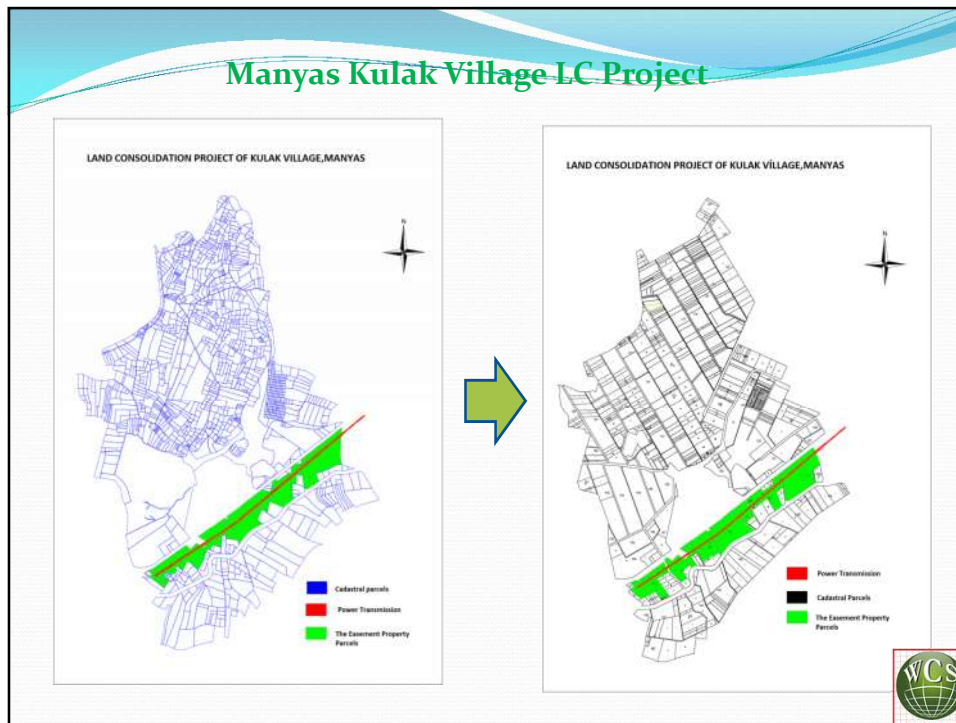 Manyas Kulak Village LC Project
LAND CONSOLIDATION PROJECT OF KULAK VILLAGE,MANYAS
N
Cadastral parcels
Power Transmission
The Easement Property
Parcels
LAND CONSOLIDATION PROJECT OF KULAK VİLLAGE,MANYAS
N
Power Transmission
Cadastral Parcels
The Easement Property
Parcels
WCS